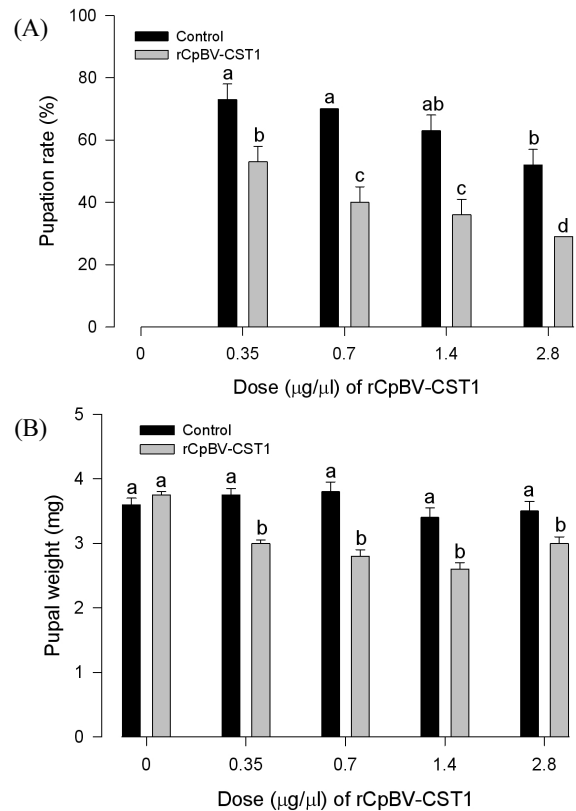 (A)
100
80
60
40
20
0
Pupation rate (%)
Control
rCpBV-CST1
a
b
a
c
ab
c
b
d
0 0.35 0.7 1.4 2.8
Dose (μg/μl) of rCpBV-CST1
(B)
5
4
3
2
1
0
Pupal weight (mg)
Control
rCpBV-CST1
a a a b a b a b a b
0 0.35 0.7 1.4 2.8
Dose (μg/μl) of rCpBV-CST1